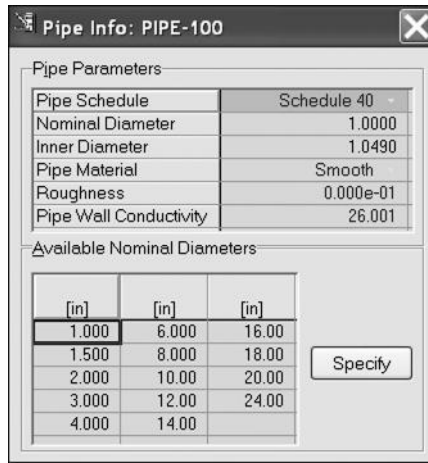 Pipe Info: PIPE-100
Pipe Parameters
Pipe Schedule Schedule 40
Nominal Diameter 1.0000
Inner Diameter 1.0490
Pipe Material Smooth
Roughness 0.000e-01
Pipe Wall Conductivity 26.001
Available Nominal Diameters
[in] [in] [in]
1.000 6.000 16.00
1.500 8.000 18.00
2.000 10.00 20.00
3.000 12.00 24.00
4.000 14.00
Specify